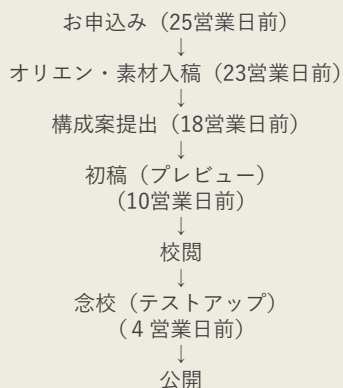 お申込み（25営業日前）
↓
オリエン・素材入稿（23営業日前）
↓
構成案提出（18営業日前）
↓
初稿（プレビュー）
（10営業日前）
↓
校閲
↓
念校（テストアップ）
（４営業日前）
↓
公開